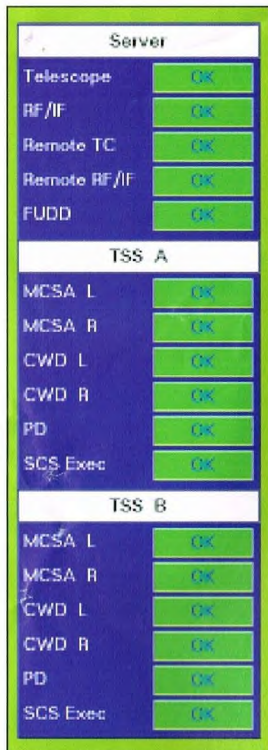 Server
Telescope OK
RF/IF OK
Remote TC OK
Remote RF/IF OK
FUDD OK
TSS A
MCSA L OK
MCSA R OK
CWD L OK
CWD R OK
PD OK
SCS Exec OK
TSS B
MCSA L OK
MCSA R OK
CWD L OK
CWD R OK
PD OK
SCS Exec OK